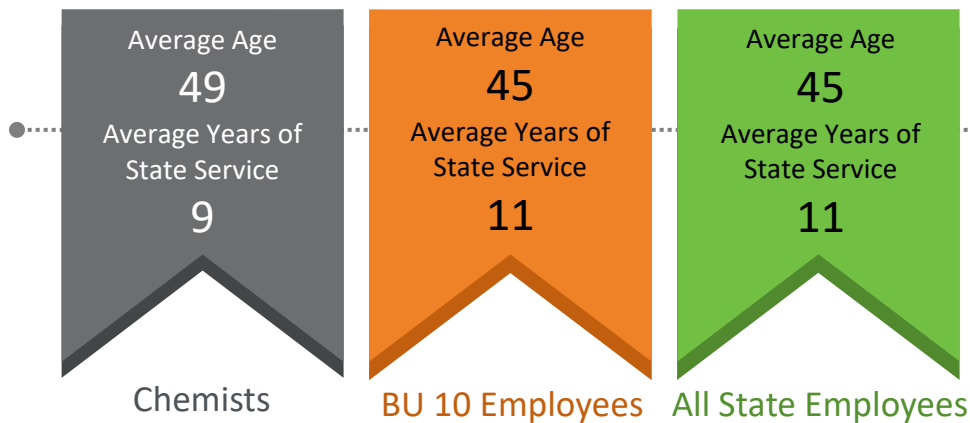 Average Age
49
Average Years of
State Service
9
Chemists
Average Age
45
Average Years of
State Service
11
BU 10 Employees
Average Age
45
Average Years of
State Service
11
All State Employees